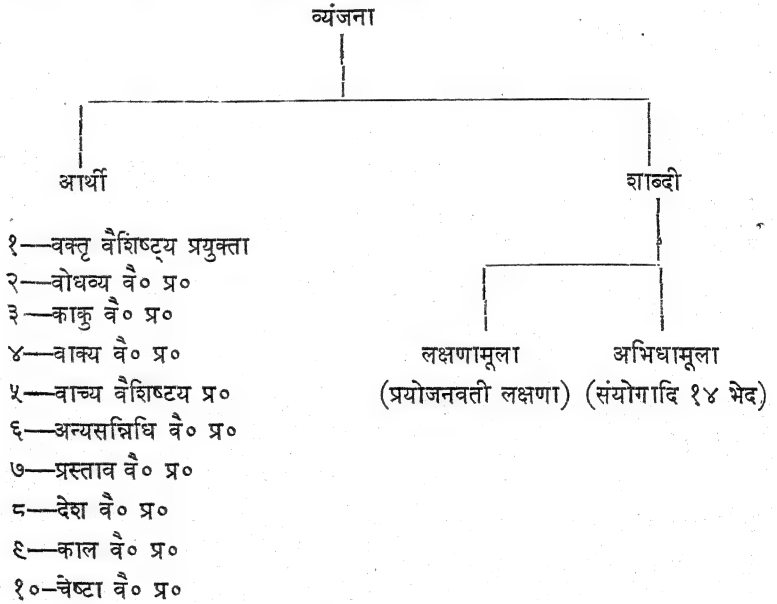 व्यंजना
आर्थी
शाब्दी
१—वक्तृ वैशिष्ट्य प्रयुक्ता
२—वोधव्य वै० प्र०
३—काकु वै० प्र०
४—वाक्य वै० प्र०
५—वाच्य वैशिष्टय प्र०
६—अन्यसन्निधि वै० प्र०
७—प्रस्ताव वै० प्र०
८—देश वै० प्र०
९—काल वै० प्र०
१०-चेष्टा वै० प्र०
लक्षणामूला अभिधामूला
(प्रयोजनवती लक्षणा) (संयोगादि १४ भेद)